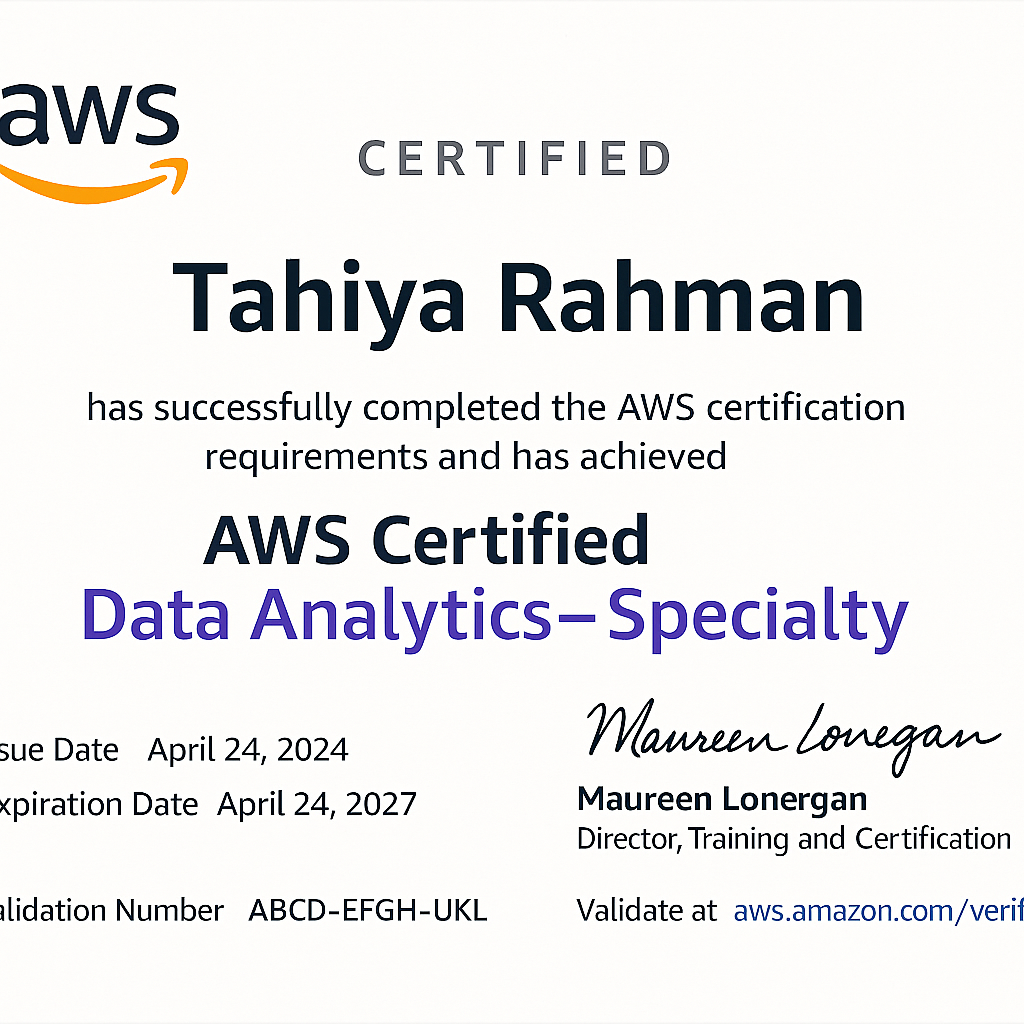 aws
CERTIFIED
Tahiya Rahman
has successfully completed the AWS certification
requirements and has achieved
AWS Certified
Data Analytics–Specialty
sue Date April 24, 2024
xpiration Date April 24, 2027
alidation Number ABCD-EFGH-UKL
Maureen Lonegan
Maureen Lonergan
Director, Training and Certification
Validate at aws.amazon.com/verif